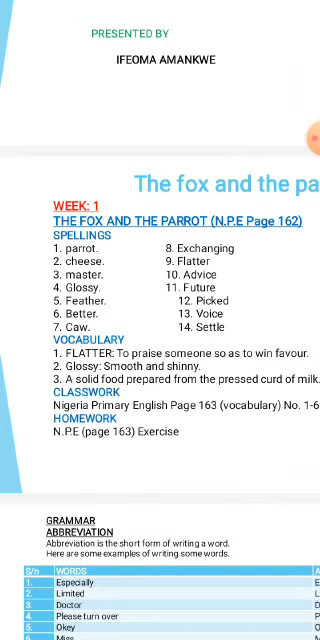 PRESENTED BY
IFEOMA AMANKWE
The fox and the pa
WEEK: 1
THE FOX AND THE PARROT (N.P.E Page 162)
SPELLINGS
1. parrot. 8. Exchanging
2. cheese. 9. Flatter
3. master. 10. Advice
4. Glossy. 11. Future
5. Feather. 12. Picked
6. Better. 13. Voice
7. Caw. 14. Settle
VOCABULARY
1. FLATTER: To praise someone so as to win favour.
2. Glossy: Smooth and shinny.
3. A solid food prepared from the pressed curd of milk.
CLASSWORK
Nigeria Primary English Page 163 (vocabulary) No. 1-6
HOMEWORK
N.P.E (page 163) Exercise
GRAMMAR
ABBREVIATION
Abbreviation is the short form of writing a word.
Here are some examples of writing some words.
S/n WORDS A
1. Especially E
2. Limited L
3. Doctor D
4. Please turn over P
5. Okey O
6. Miss M